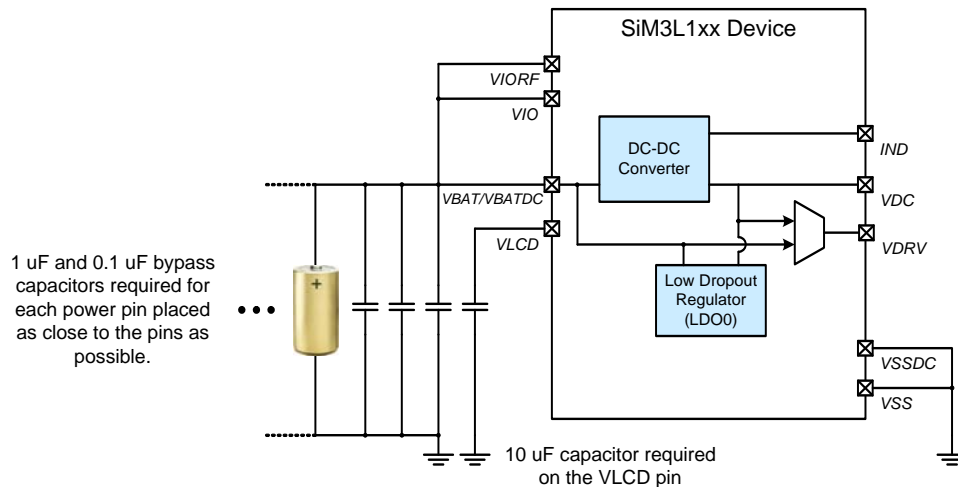 SiM3L1xx Device
VIORF
VIO
DC-DC
Converter
IND
VBAT/VBATDC
VDC
VLCD
VDRV
1 uF and 0.1 uF bypass
capacitors required for
each power pin placed
as close to the pins as
possible.
+
Low Dropout
Regulator
(LDO0)
VSSDC
VSS
10 uF capacitor required
on the VLCD pin